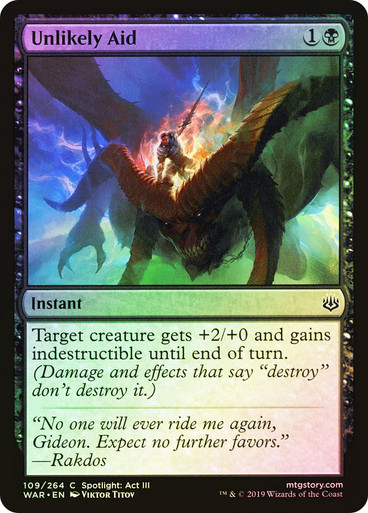 Unlikely Aid 1
Instant
Target creature gets +2/+0 and gains
indestructible until end of turn.
(Damage and effects that say “destroy”
don’t destroy it.)
“No one will ever ride me again,
Gideon. Expect no further favors.”
—Rakdos
109/264 C Spotlight: Act III mtgstory.com
WAR • EN Viktor Titov ™ & © 2019 Wizards of the Coast